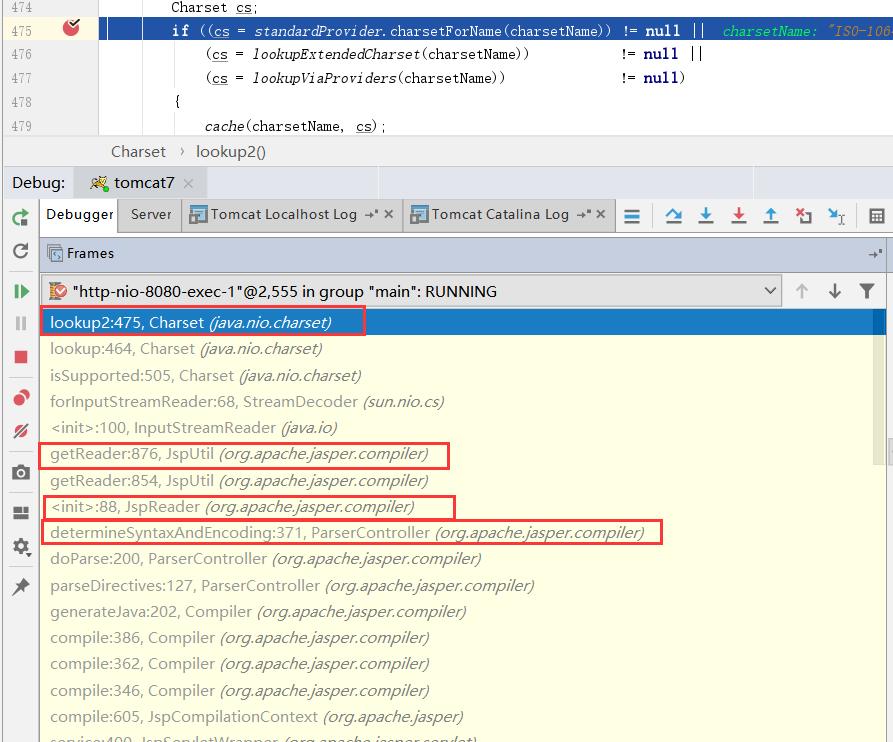 474 Charset cs;
475 if ((cs = standardProvider.charsetForName(charsetName)) != null || charsetName: "ISO-106
476 (cs = lookupExtendedCharset(charsetName)) != null ||
477 (cs = lookupViaProviders(charsetName)) != null)
478 {
479 cache(charsetName, cs);
Charset › lookup2()
Debug: tomcat7
Debugger Server Tomcat Localhost Log Tomcat Catalina Log
Frames
"http-nio-8080-exec-1"@2,555 in group "main": RUNNING
lookup2:475, Charset (java.nio.charset)
lookup:464, Charset (java.nio.charset)
isSupported:505, Charset (java.nio.charset)
forInputStreamReader:68, StreamDecoder (sun.nio.cs)
<init>:100, InputStreamReader (java.io)
getReader:876, JspUtil (org.apache.jasper.compiler)
getReader:854, JspUtil (org.apache.jasper.compiler)
<init>:88, JspReader (org.apache.jasper.compiler)
determineSyntaxAndEncoding:371, ParserController (org.apache.jasper.compiler)
doParse:200, ParserController (org.apache.jasper.compiler)
parseDirectives:127, ParserController (org.apache.jasper.compiler)
generateJava:202, Compiler (org.apache.jasper.compiler)
compile:386, Compiler (org.apache.jasper.compiler)
compile:362, Compiler (org.apache.jasper.compiler)
compile:346, Compiler (org.apache.jasper.compiler)
compile:605, JspCompilationContext (org.apache.jasper)